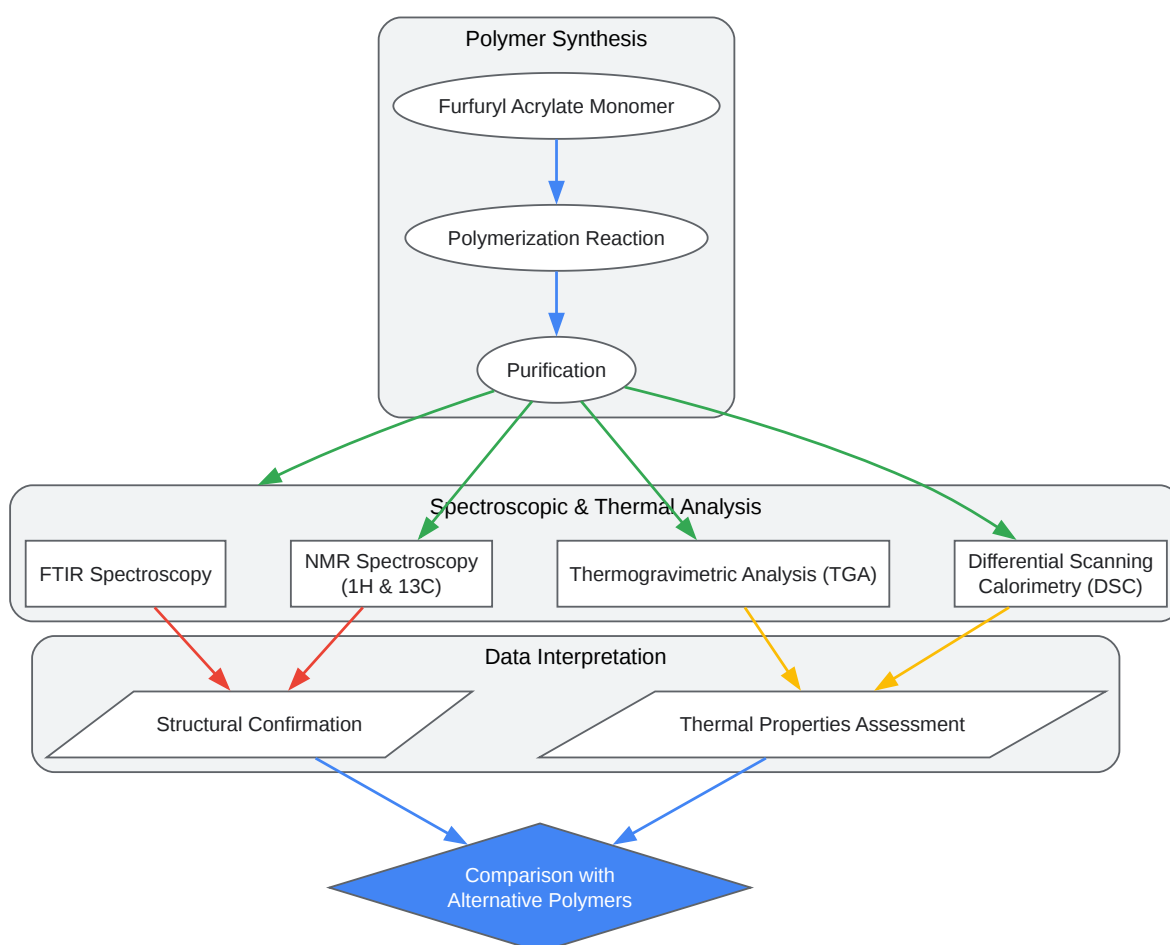 Polymer Synthesis
Furfuryl Acrylate Monomer
Polymerization Reaction
Purification
Spectroscopic & Thermal Analysis
FTIR Spectroscopy
NMR Spectroscopy
(1H & 13C)
Thermogravimetric Analysis (TGA)
Differential Scanning
Calorimetry (DSC)
Data Interpretation
Structural Confirmation
Thermal Properties Assessment
Comparison with
Alternative Polymers